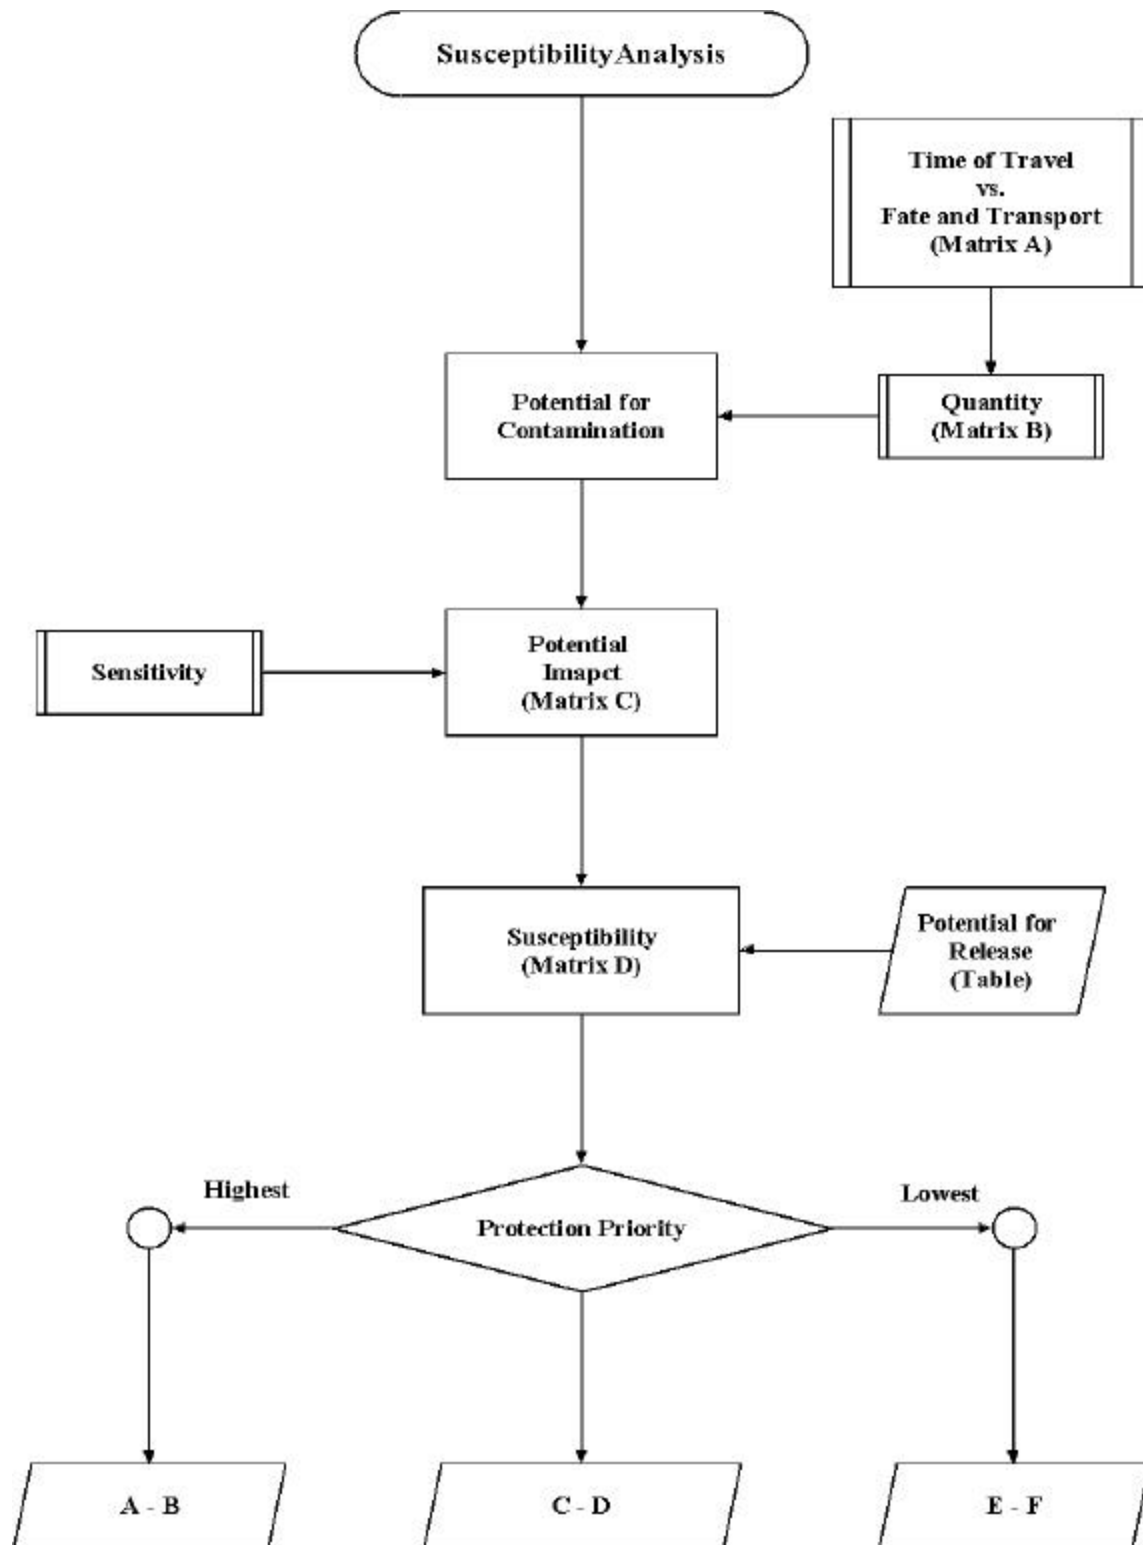 Susceptibility Analysis
Time of Travel
vs.
Fate and Transport
(Matrix A)
Potential for
Contamination
Quantity
(Matrix B)
Sensitivity
Potential
Imapct
(Matrix C)
Susceptibility
(Matrix D)
Potential for
Release
(Table)
Highest
Lowest
Protection Priority
A - B
C - D
E - F